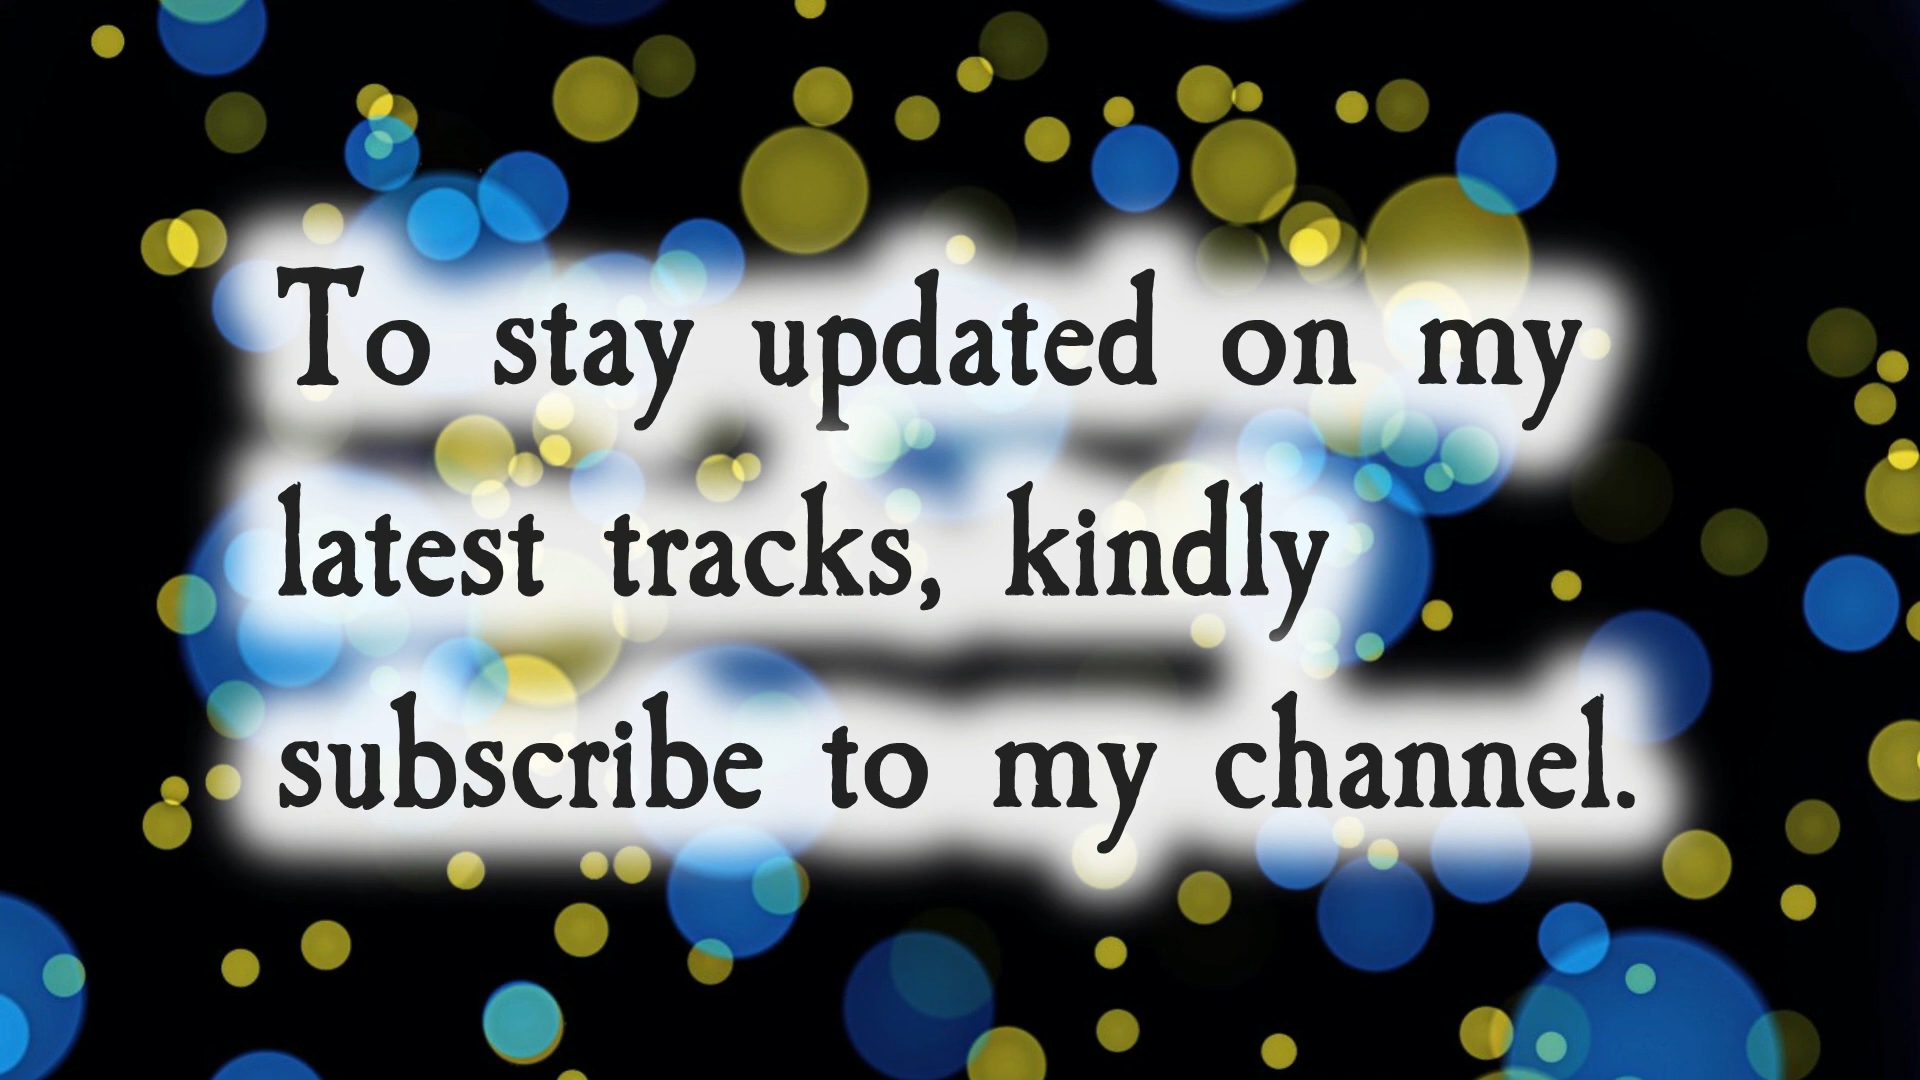 To stay updated on my
latest tracks, kindly
subscribe to my channel.